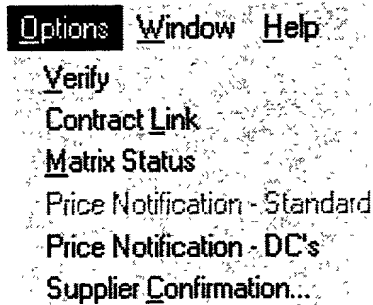 Options Window Help
Verify
Contract Link
Matrix Status
Price Notification - Standard
Price Notification - DC's
Supplier Confirmation...